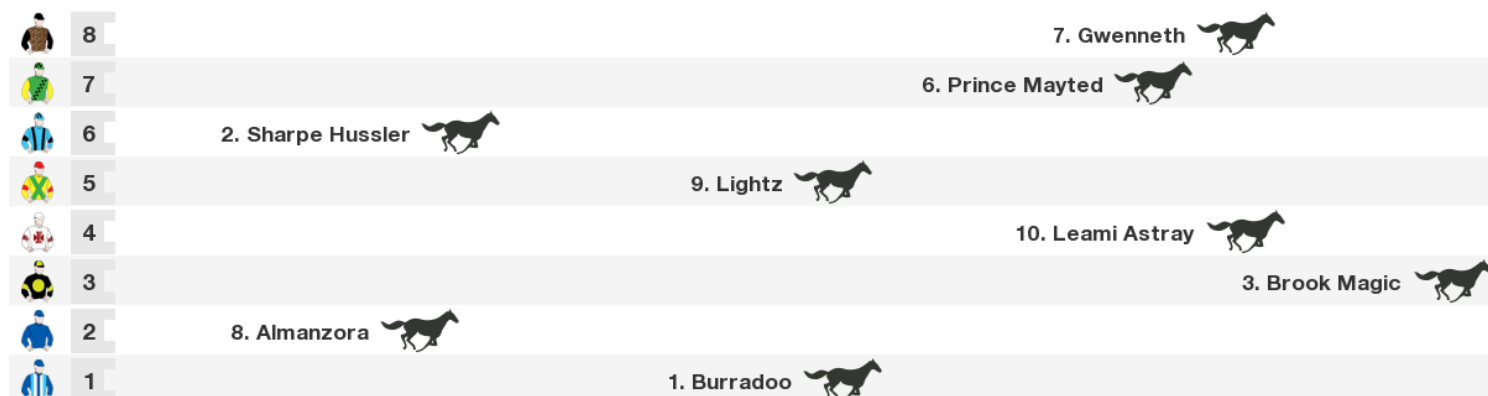 8 7. Gwenneth
7 6. Prince Mayted
6 2. Sharpe Hussler
5 9. Lightz
4 10. Leami Astray
3 3. Brook Magic
2 8. Almanzora
1 1. Burradoo